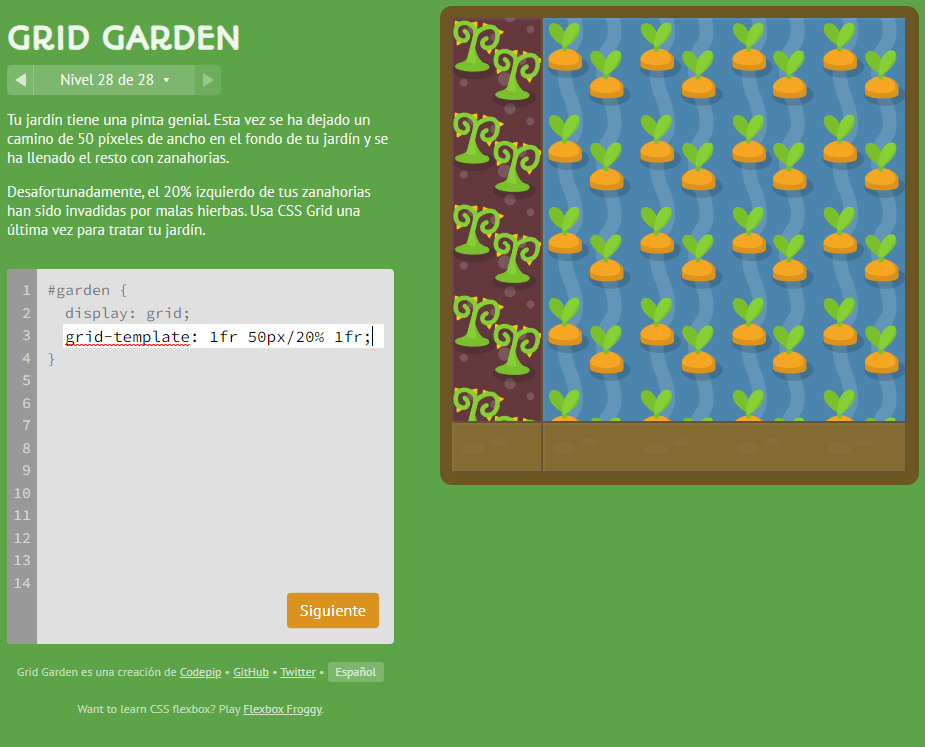 GRID GARDEN
◀ Nivel 28 de 28 ▾ ▶
Tu jardín tiene una pinta genial. Esta vez se ha dejado un
camino de 50 píxeles de ancho en el fondo de tu jardín y se
ha llenado el resto con zanahorias.
Desafortunadamente, el 20% izquierdo de tus zanahorias
han sido invadidas por malas hierbas. Usa CSS Grid una
última vez para tratar tu jardín.
1 #garden {
2 display: grid;
3 grid-template: 1fr 50px/20% 1fr;
4 }
5
6
7
8
9
10
11
12
13
14
Siguiente
Grid Garden es una creación de Codepip • GitHub • Twitter • Español
Want to learn CSS flexbox? Play Flexbox Froggy.